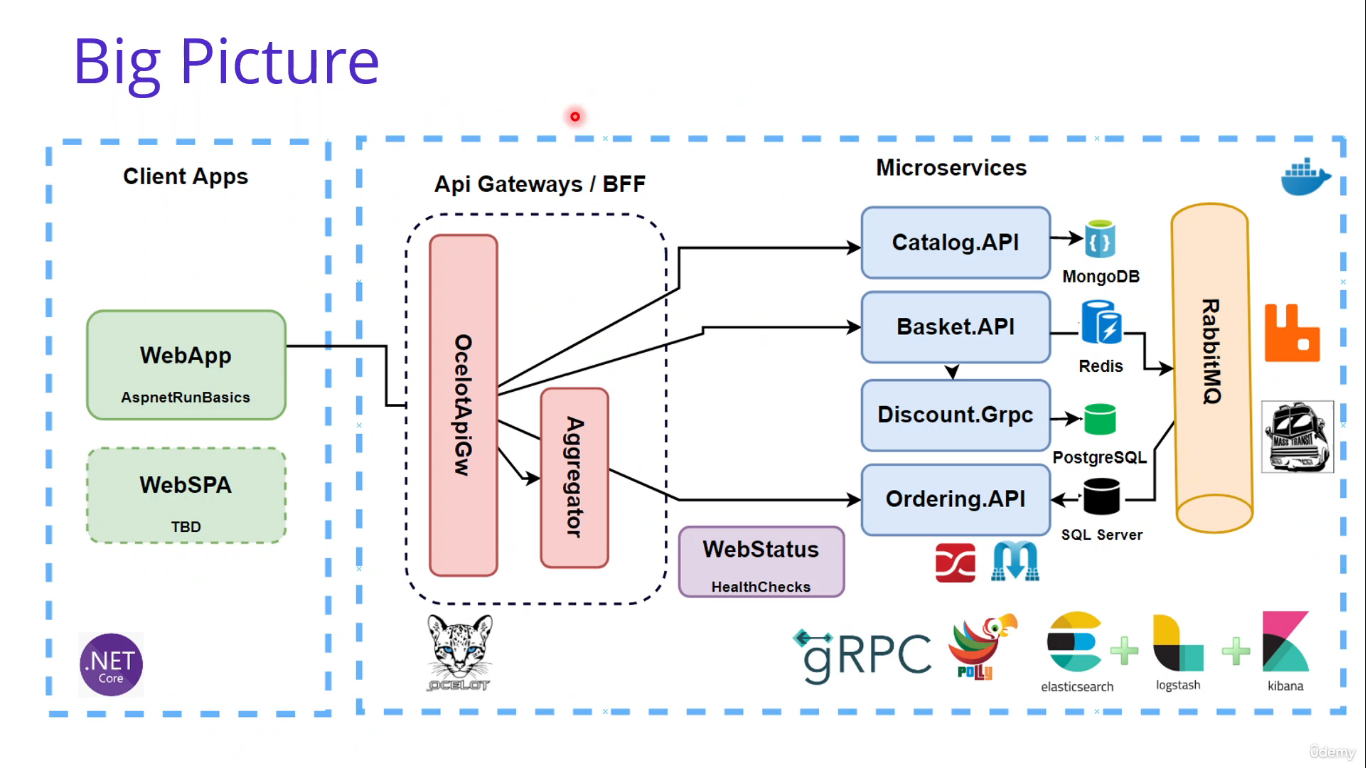 Big Picture
Client Apps
WebApp
AspnetRunBasics
WebSPA
TBD
.NET
Core
Api Gateways / BFF
OcelotApiGw
Aggregator
OCELOT
Microservices
Catalog.API
MongoDB
Basket.API
Redis
Discount.Grpc
PostgreSQL
Ordering.API
SQL Server
RabbitMQ
MASS TRANSIT
WebStatus
HealthChecks
gRPC
POLLY
elasticsearch
logstash
kibana
ûdemy